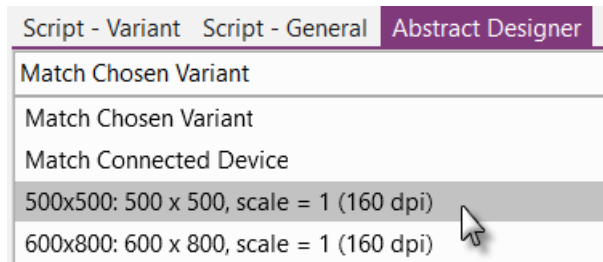 Script - Variant Script - General Abstract Designer
Match Chosen Variant
Match Chosen Variant
Match Connected Device
500x500: 500 x 500, scale = 1 (160 dpi)
600x800: 600 x 800, scale = 1 (160 dpi)